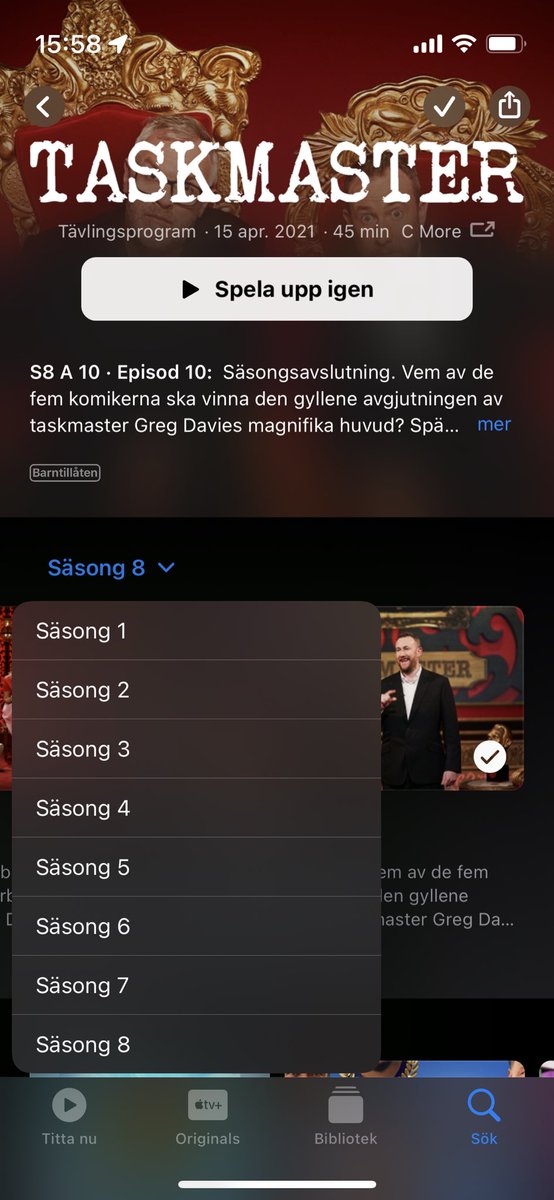 15:58
TASKMASTER
Tävlingsprogram · 15 apr. 2021 · 45 min C More
Spela upp igen
S8 A 10 · Episod 10: Säsongsavslutning. Vem av de
fem komikerna ska vinna den gyllene avgjutningen av
taskmaster Greg Davies magnifika huvud? Spä... mer
Barntillåten
Säsong 8
Säsong 1
Säsong 2
Säsong 3
Säsong 4
Säsong 5
Säsong 6
Säsong 7
Säsong 8
MASTER
em av de fem
len gyllene
naster Greg Da...
tv+
Titta nu
Originals
Bibliotek
Sök